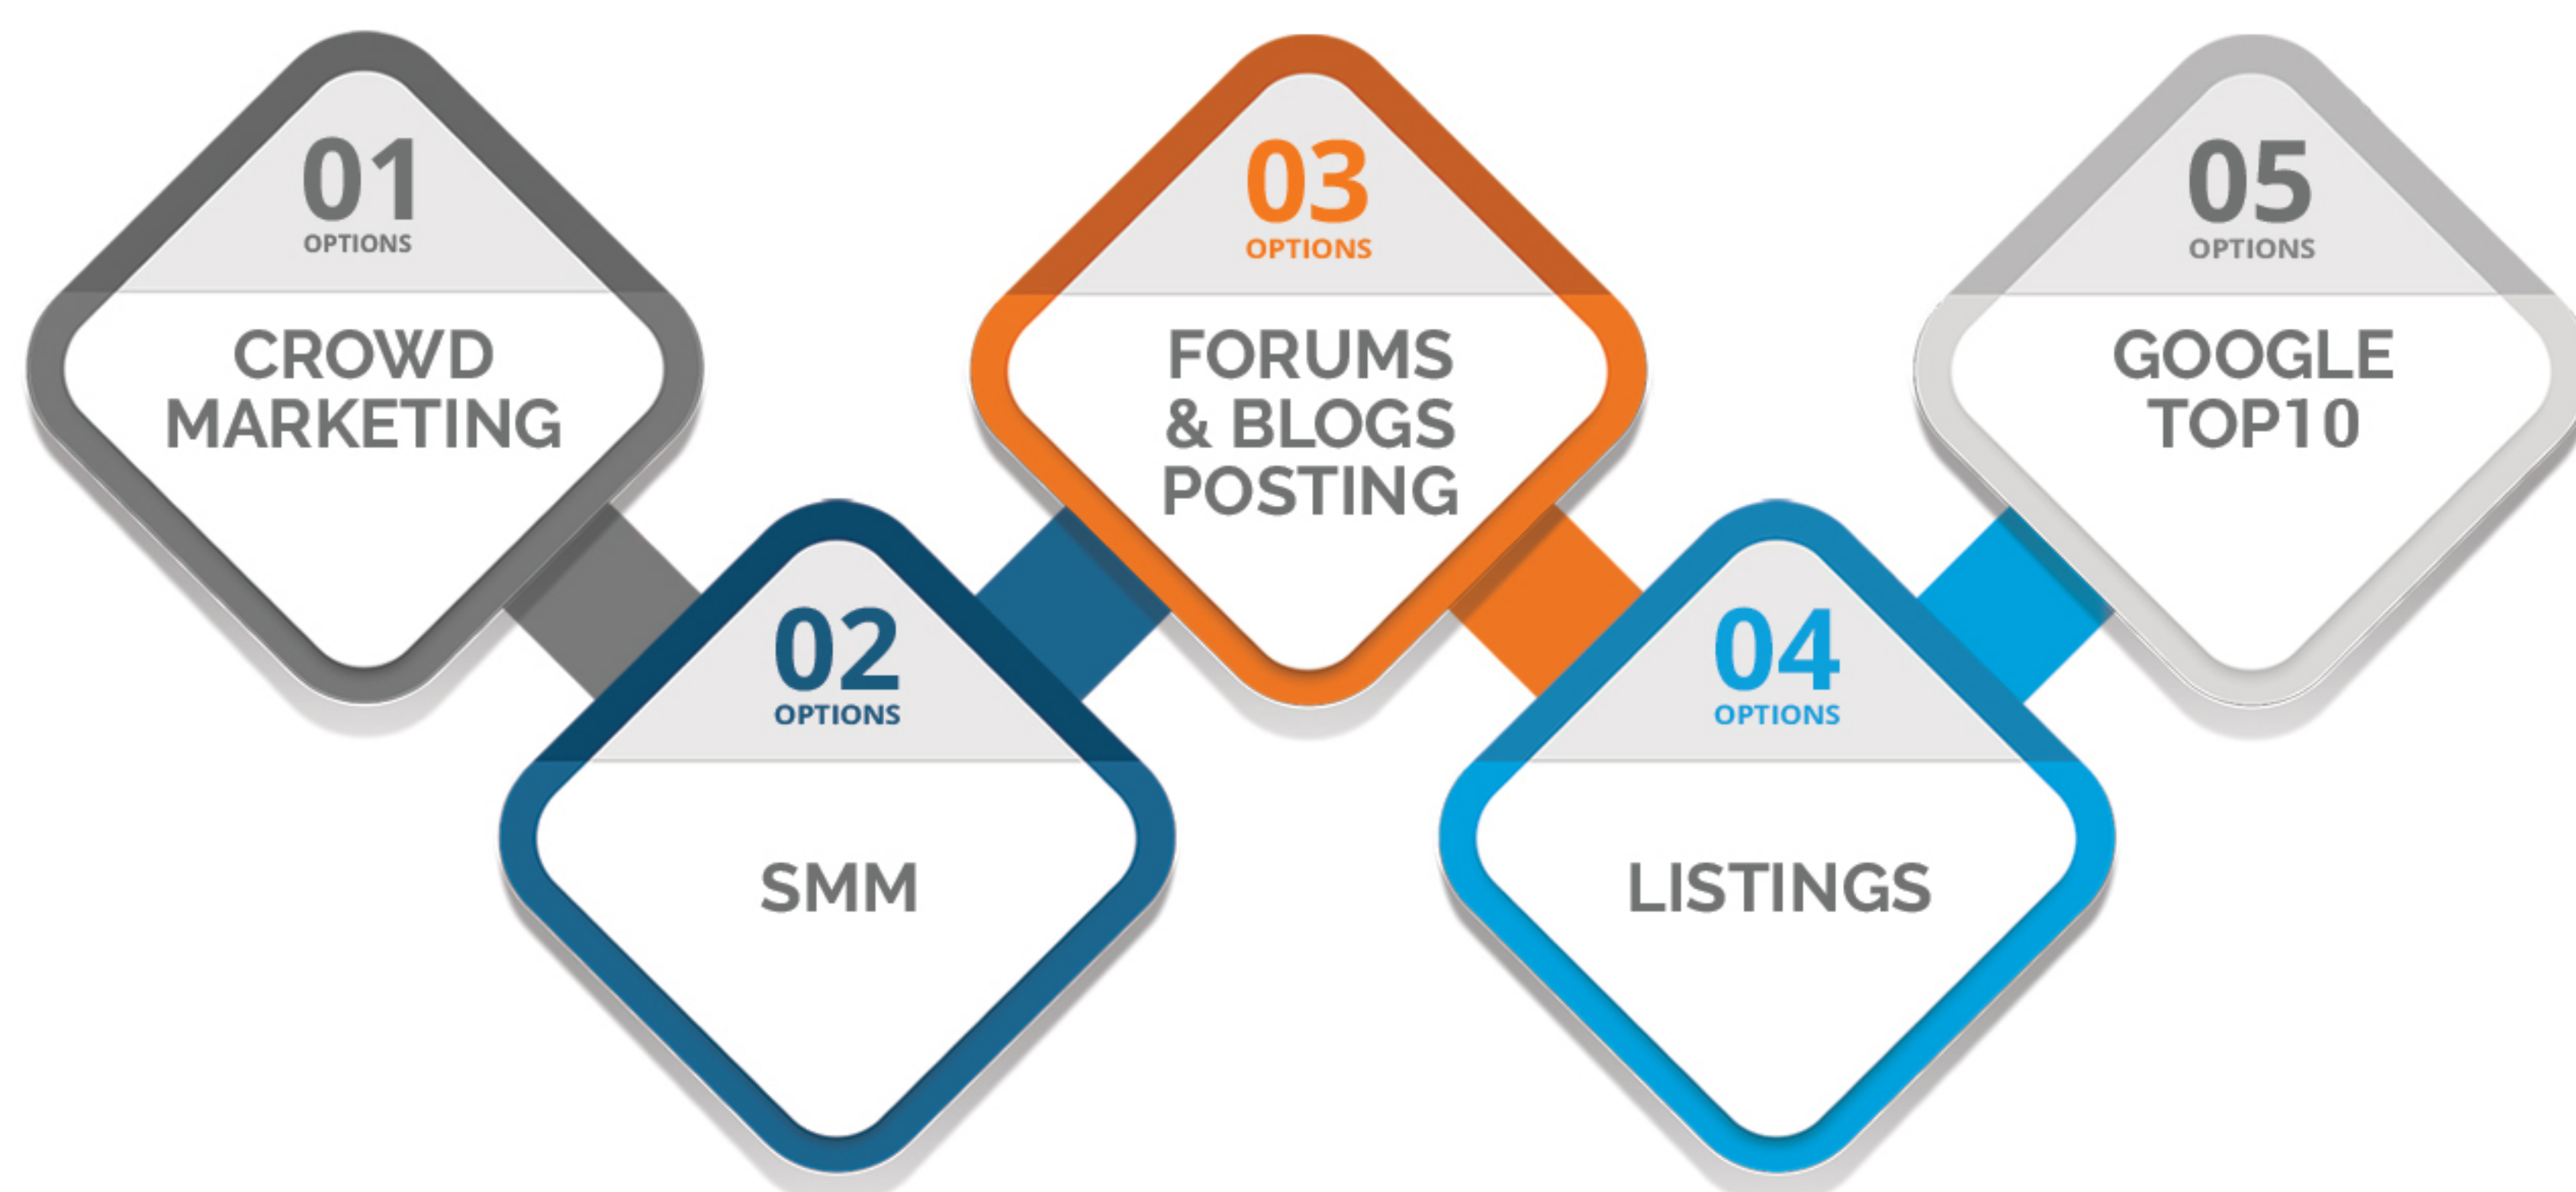 01
OPTIONS
CROWD
MARKETING
02
OPTIONS
SMM
03
OPTIONS
FORUMS
& BLOGS
POSTING
04
OPTIONS
LISTINGS
05
OPTIONS
GOOGLE
TOP10